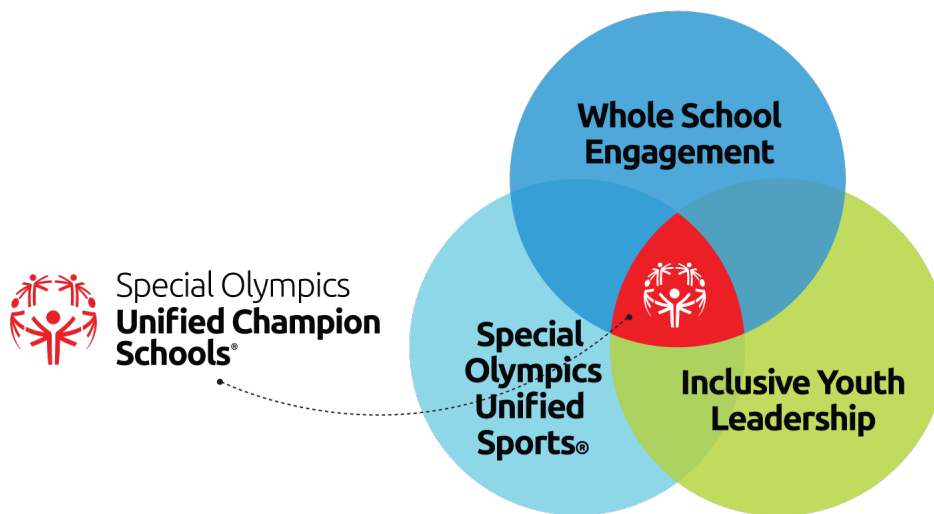 Whole School
Engagement
Special Olympics
Unified Champion
Schools®
Special
Olympics
Unified
Sports®
Inclusive Youth
Leadership